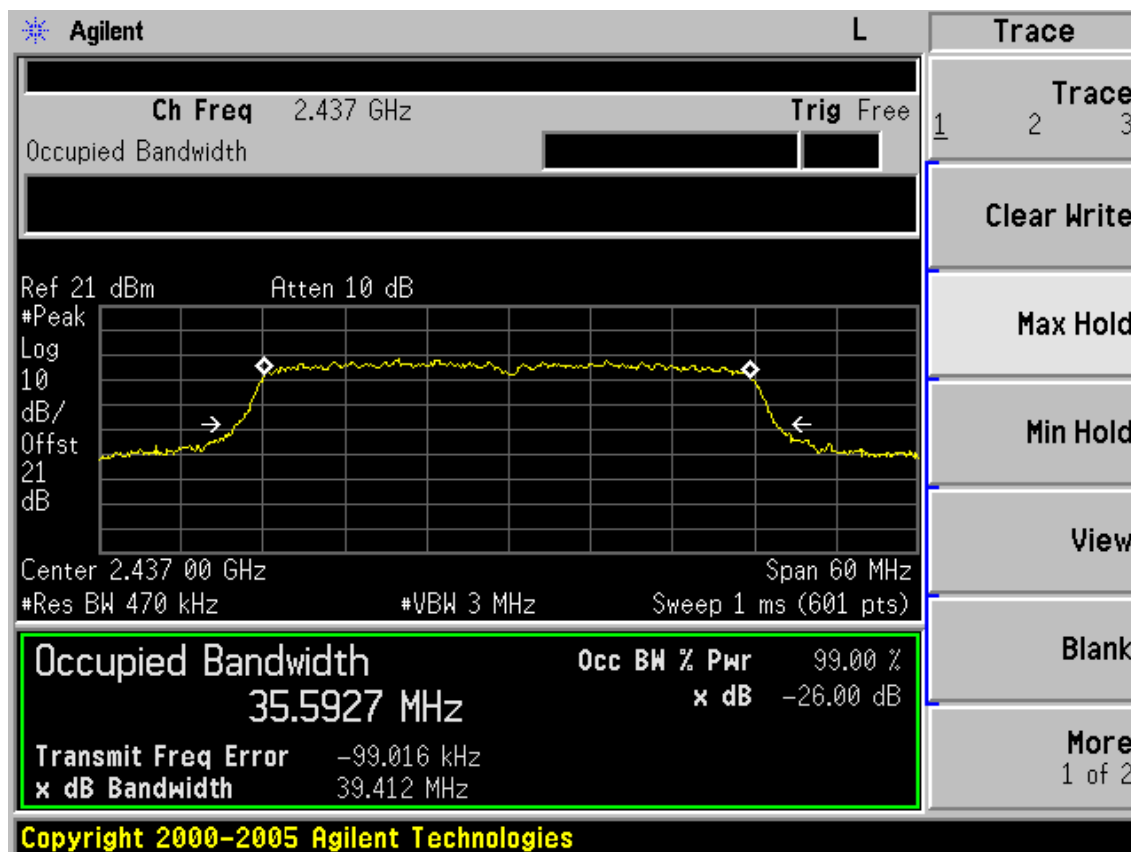 Agilent L Trace
Ch Freq 2.437 GHz Trig Free
Occupied Bandwidth
Trace
1 2 3
Clear Write
Max Hold
Min Hold
View
Blank
More
1 of 2
Ref 21 dBm Atten 10 dB
#Peak
Log
10
dB/
Offst
21
dB
Center 2.437 00 GHz Span 60 MHz
#Res BW 470 kHz #VBW 3 MHz Sweep 1 ms (601 pts)
Occupied Bandwidth Occ BW % Pwr 99.00 %
35.5927 MHz x dB -26.00 dB
Transmit Freq Error -99.016 kHz
x dB Bandwidth 39.412 MHz
Copyright 2000-2005 Agilent Technologies